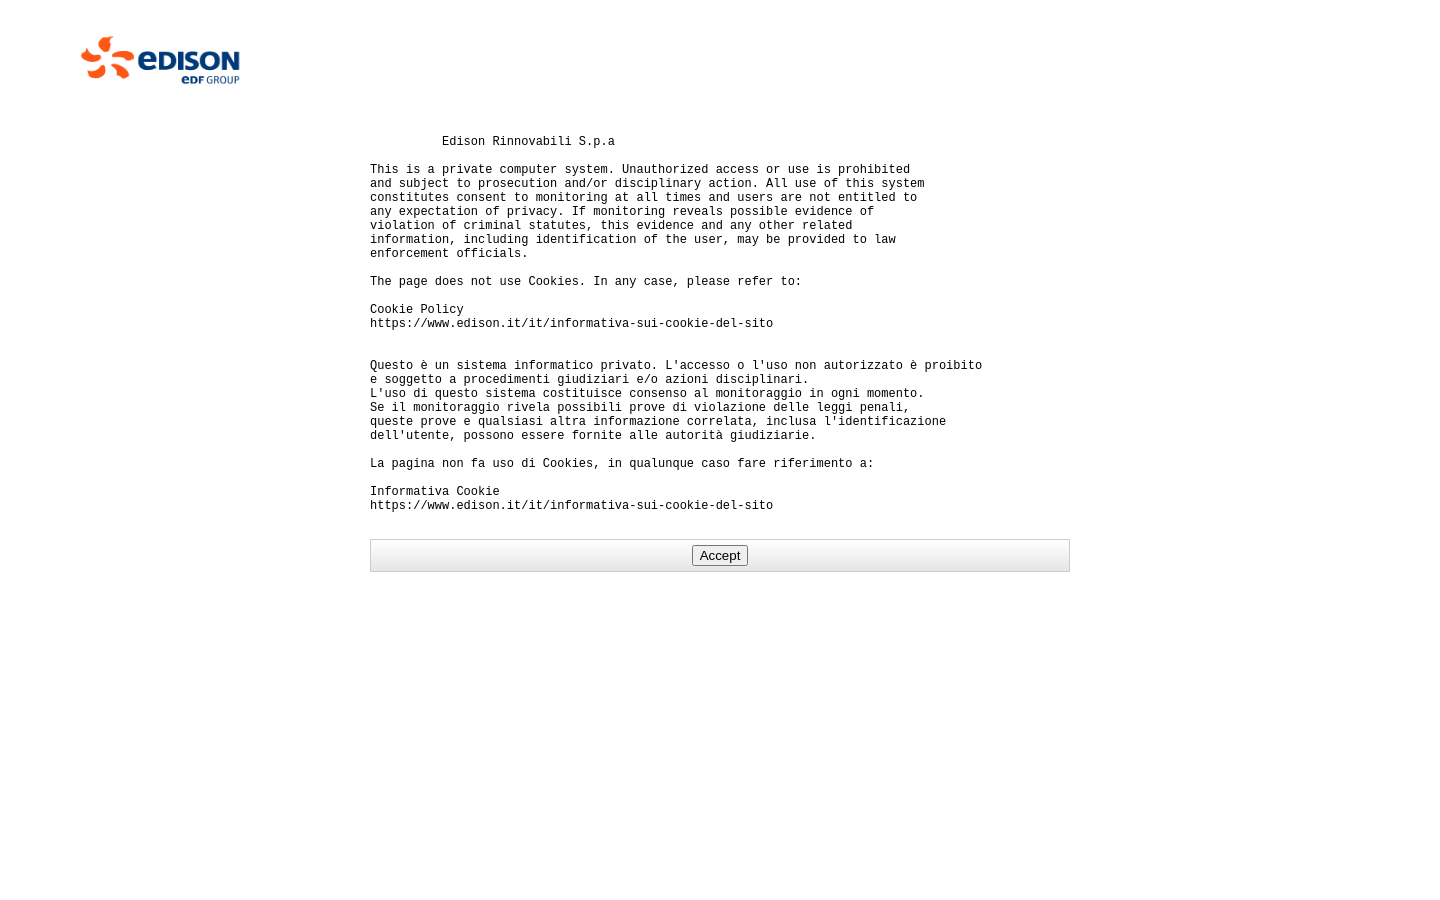 EDISON
EDF GROUP
Edison Rinnovabili S.p.a
This is a private computer system. Unauthorized access or use is prohibited
and subject to prosecution and/or disciplinary action. All use of this system
constitutes consent to monitoring at all times and users are not entitled to
any expectation of privacy. If monitoring reveals possible evidence of
violation of criminal statutes, this evidence and any other related
information, including identification of the user, may be provided to law
enforcement officials.
The page does not use Cookies. In any case, please refer to:
Cookie Policy
https://www.edison.it/it/informativa-sui-cookie-del-sito
Questo è un sistema informatico privato. L'accesso o l'uso non autorizzato è proibito
e soggetto a procedimenti giudiziari e/o azioni disciplinari.
L'uso di questo sistema costituisce consenso al monitoraggio in ogni momento.
Se il monitoraggio rivela possibili prove di violazione delle leggi penali,
queste prove e qualsiasi altra informazione correlata, inclusa l'identificazione
dell'utente, possono essere fornite alle autorità giudiziarie.
La pagina non fa uso di Cookies, in qualunque caso fare riferimento a:
Informativa Cookie
https://www.edison.it/it/informativa-sui-cookie-del-sito
Accept